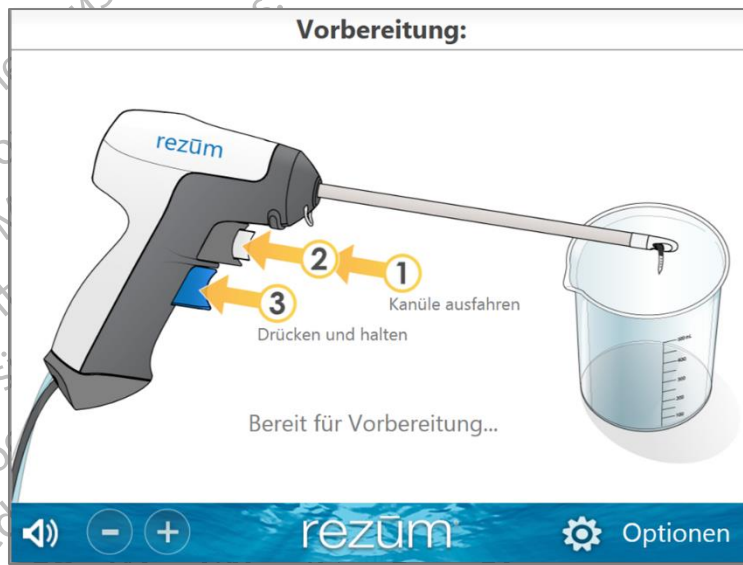 Vorbereitung:
rezūm
2
1
Kanüle ausfahren
3
Drücken und halten
Bereit für Vorbereitung...
- + rezūm Optionen